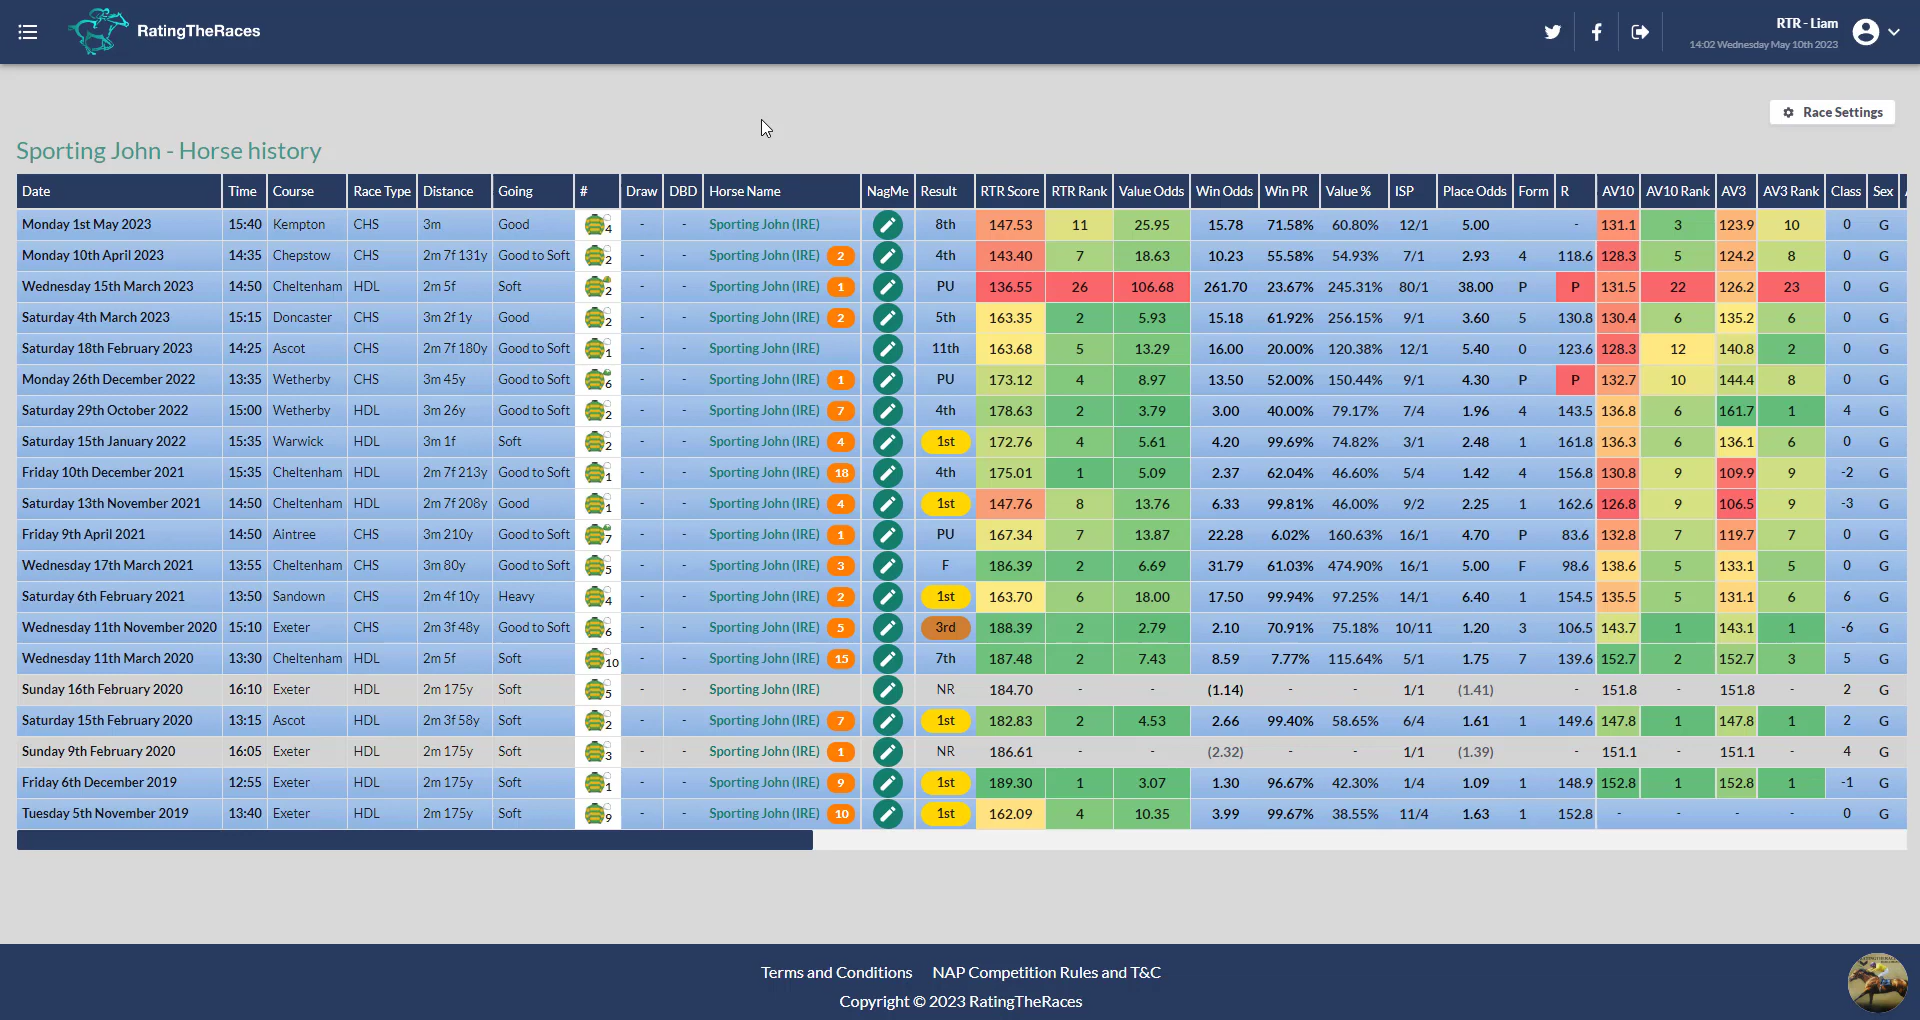 RatingTheRaces
RTR - Liam
14:02 Wednesday May 10th 2023
Race Settings
Sporting John - Horse history
Date Time Course Race Type Distance Going # Draw DBD Horse Name NagMe Result RTR Score RTR Rank Value Odds Win Odds Win PR Value % ISP Place Odds Form R AV10 AV10 Rank AV3 AV3 Rank Class Sex
Monday 1st May 2023 15:40 Kempton CHS 3m Good 4 - - Sporting John (IRE) 8th 147.53 11 25.95 15.78 71.58% 60.80% 12/1 5.00 - 131.1 3 123.9 10 0 G
Monday 10th April 2023 14:35 Chepstow CHS 2m 7f 131y Good to Soft 2 - - Sporting John (IRE) 2 4th 143.40 7 18.63 10.23 55.58% 54.93% 7/1 2.93 4 118.6 128.3 5 124.2 8 0 G
Wednesday 15th March 2023 14:50 Cheltenham HDL 2m 5f Soft 2 - - Sporting John (IRE) 1 PU 136.55 26 106.68 261.70 23.67% 245.31% 80/1 38.00 P P 131.5 22 126.2 23 0 G
Saturday 4th March 2023 15:15 Doncaster CHS 3m 2f 1y Good 2 - - Sporting John (IRE) 2 5th 163.35 2 5.93 15.18 61.92% 256.15% 9/1 3.60 5 130.8 130.4 6 135.2 6 0 G
Saturday 18th February 2023 14:25 Ascot CHS 2m 7f 180y Good to Soft 1 - - Sporting John (IRE) 11th 163.68 5 13.29 16.00 20.00% 120.38% 12/1 5.40 0 123.6 128.3 12 140.8 2 0 G
Monday 26th December 2022 13:35 Wetherby CHS 3m 45y Good to Soft 6 - - Sporting John (IRE) 1 PU 173.12 4 8.97 13.50 52.00% 150.44% 9/1 4.30 P P 132.7 10 144.4 8 0 G
Saturday 29th October 2022 15:00 Wetherby HDL 3m 26y Good to Soft 2 - - Sporting John (IRE) 7 4th 178.63 2 3.79 3.00 40.00% 79.17% 7/4 1.96 4 143.5 136.8 6 161.7 1 4 G
Saturday 15th January 2022 15:35 Warwick HDL 3m 1f Soft 2 - - Sporting John (IRE) 4 1st 172.76 4 5.61 4.20 99.69% 74.82% 3/1 2.48 1 161.8 136.3 6 136.1 6 0 G
Friday 10th December 2021 15:35 Cheltenham HDL 2m 7f 213y Good to Soft 1 - - Sporting John (IRE) 18 4th 175.01 1 5.09 2.37 62.04% 46.60% 5/4 1.42 4 156.8 130.8 9 109.9 9 -2 G
Saturday 13th November 2021 14:50 Cheltenham HDL 2m 7f 208y Good 1 - - Sporting John (IRE) 4 1st 147.76 8 13.76 6.33 99.81% 46.00% 9/2 2.25 1 162.6 126.8 9 106.5 9 -3 G
Friday 9th April 2021 14:50 Aintree CHS 3m 210y Good to Soft 7 - - Sporting John (IRE) 1 PU 167.34 7 13.87 22.28 6.02% 160.63% 16/1 4.70 P 83.6 132.8 7 119.7 7 0 G
Wednesday 17th March 2021 13:55 Cheltenham CHS 3m 80y Good to Soft 5 - - Sporting John (IRE) 3 F 186.39 2 6.69 31.79 61.03% 474.90% 16/1 5.00 F 98.6 138.6 5 133.1 5 0 G
Saturday 6th February 2021 13:50 Sandown CHS 2m 4f 10y Heavy 4 - - Sporting John (IRE) 2 1st 163.70 6 18.00 17.50 99.94% 97.25% 14/1 6.40 1 154.5 135.5 5 131.1 6 6 G
Wednesday 11th November 2020 15:10 Exeter CHS 2m 3f 48y Good to Soft 6 - - Sporting John (IRE) 5 3rd 188.39 2 2.79 2.10 70.91% 75.18% 10/11 1.20 3 106.5 143.7 1 143.1 1 -6 G
Wednesday 11th March 2020 13:30 Cheltenham HDL 2m 5f Soft 10 - - Sporting John (IRE) 15 7th 187.48 2 7.43 8.59 7.77% 115.64% 5/1 1.75 7 139.6 152.7 2 152.7 3 5 G
Sunday 16th February 2020 16:10 Exeter HDL 2m 175y Soft 5 - - Sporting John (IRE) NR 184.70 - - (1.14) - - 1/1 (1.41) - 151.8 - 151.8 - 2 G
Saturday 15th February 2020 13:15 Ascot HDL 2m 3f 58y Soft 2 - - Sporting John (IRE) 7 1st 182.83 2 4.53 2.66 99.40% 58.65% 6/4 1.61 1 149.6 147.8 1 147.8 1 2 G
Sunday 9th February 2020 16:05 Exeter HDL 2m 175y Soft 3 - - Sporting John (IRE) 1 NR 186.61 - - (2.32) - - 1/1 (1.39) - 151.1 - 151.1 - 4 G
Friday 6th December 2019 12:55 Exeter HDL 2m 175y Soft 1 - - Sporting John (IRE) 9 1st 189.30 1 3.07 1.30 96.67% 42.30% 1/4 1.09 1 148.9 152.8 1 152.8 1 -1 G
Tuesday 5th November 2019 13:40 Exeter HDL 2m 175y Soft 9 - - Sporting John (IRE) 10 1st 162.09 4 10.35 3.99 99.67% 38.55% 11/4 1.63 1 152.8 - - - - 0 G
Terms and Conditions NAP Competition Rules and T&C
Copyright © 2023 RatingTheRaces